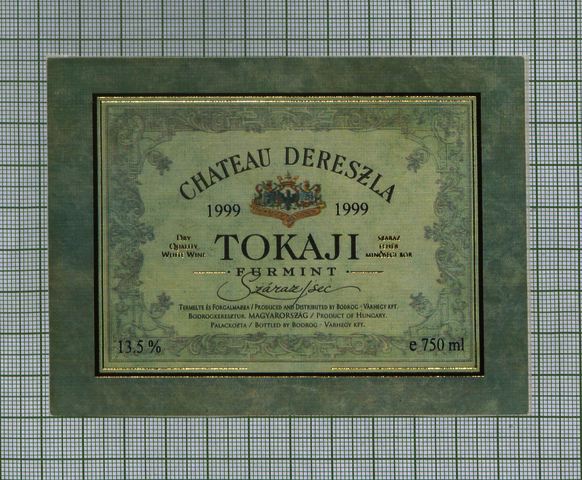 CHATEAU DERESZLA
1999 1999
DRY
QUALITY
WHITE WINE
TOKAJI
SZÁRAZ
FEHÉR
MINŐSÉGI BOR
FURMINT
Száraz/sec
TERMELTE ÉS FORGALMAZZA / PRODUCED AND DISTRIBUTED BY BODROG - VÁRHEGY KFT.
BODROGKERESZTÚR. MAGYARORSZÁG / PRODUCT OF HUNGARY.
PALACKOZTA / BOTTLED BY BODROG - VÁRHEGY KFT.
13.5 % e 750 ml